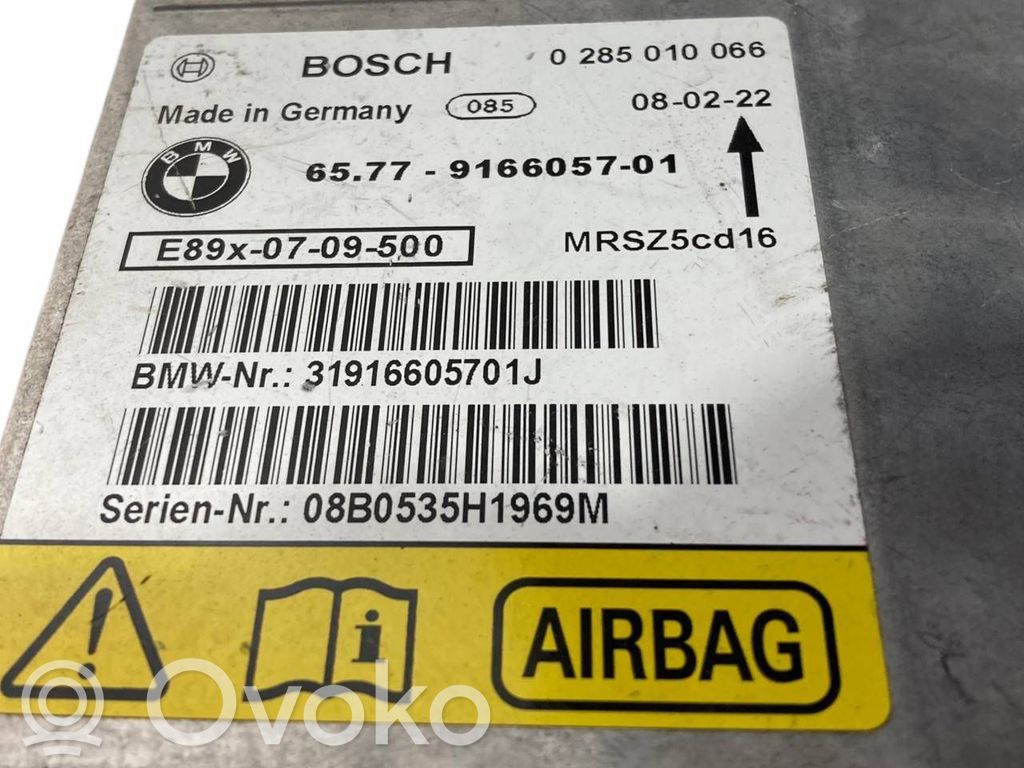 BOSCH 0 285 010 066
Made in Germany 085 08-02-22
BMW 65.77 - 9166057-01
E89x-07-09-500 MRSZ5cd16
BMW-Nr.: 31916605701J
Serien-Nr.: 08B0535H1969M
i AIRBAG
Ovoko